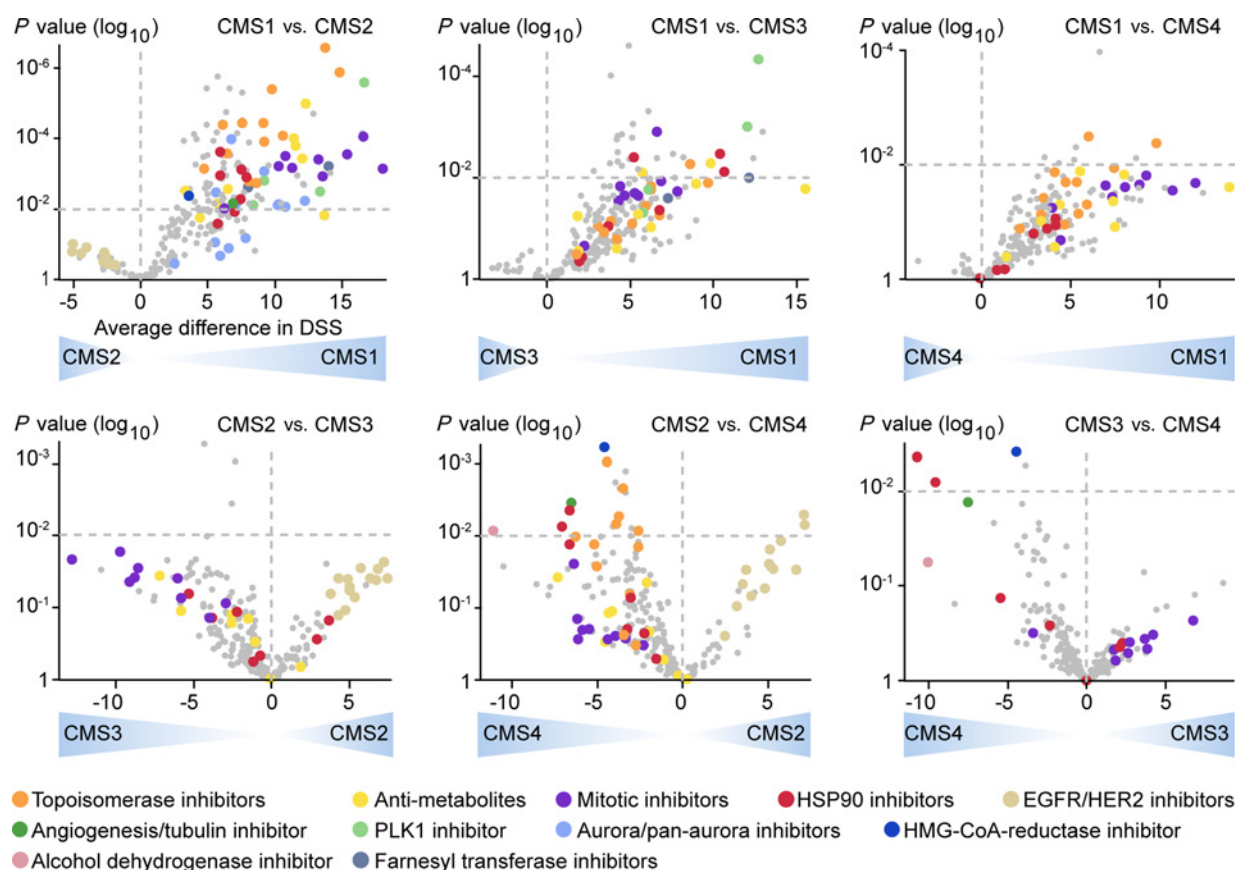 P value (log10)
CMS1 vs. CMS2
10-6
10-4
10-2
1
-5
0
5
10
15
Average difference in DSS
CMS2
CMS1
P value (log10)
CMS1 vs. CMS3
10-4
10-2
1
0
5
10
15
CMS3
CMS1
P value (log10)
CMS1 vs. CMS4
10-4
10-2
1
0
5
10
CMS4
CMS1
P value (log10)
CMS2 vs. CMS3
10-3
10-2
10-1
1
-10
-5
0
5
CMS3
CMS2
P value (log10)
CMS2 vs. CMS4
10-3
10-2
10-1
1
-10
-5
0
5
CMS4
CMS2
P value (log10)
CMS3 vs. CMS4
10-2
10-1
1
-10
-5
0
5
CMS4
CMS3
Topoisomerase inhibitors
Anti-metabolites
Mitotic inhibitors
HSP90 inhibitors
EGFR/HER2 inhibitors
Angiogenesis/tubulin inhibitor
PLK1 inhibitor
Aurora/pan-aurora inhibitors
HMG-CoA-reductase inhibitor
Alcohol dehydrogenase inhibitor
Farnesyl transferase inhibitors